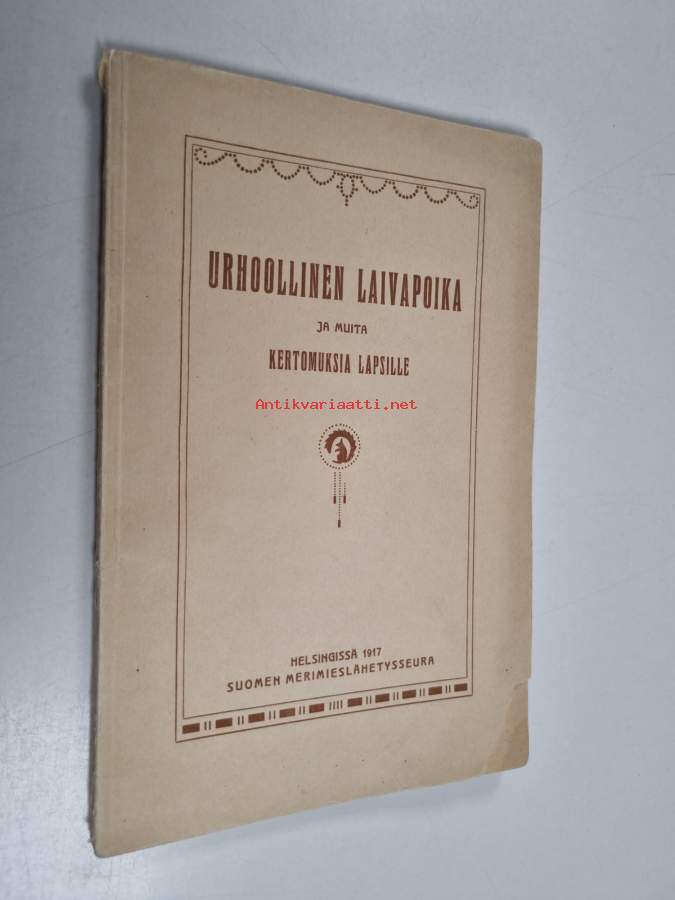 URHOOLLINEN LAIVAPOIKA
JA MUITA
KERTOMUKSIA LAPSILLE
Antikvariaatti.net
HELSINGISSÄ 1917
SUOMEN MERIMIESLÄHETYSSEURA